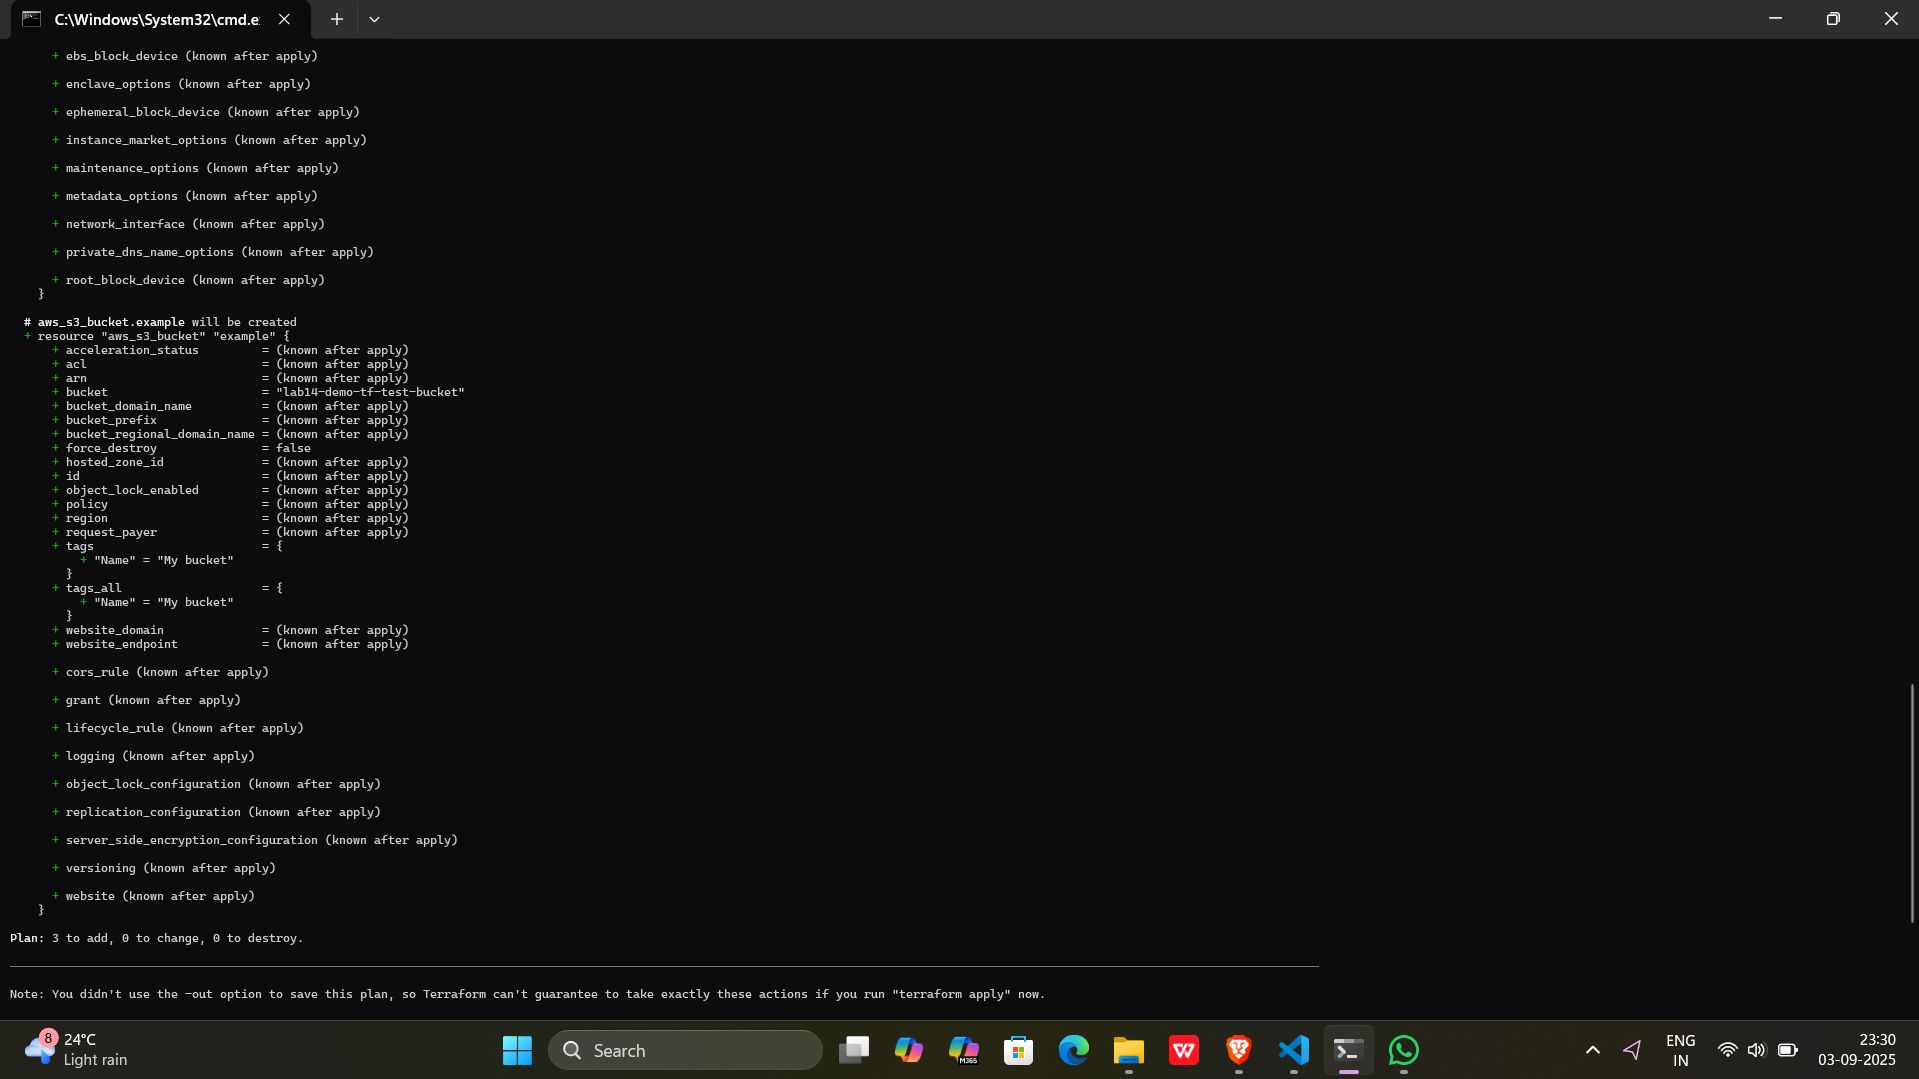 C:\Windows\System32\cmd.e
+ ebs_block_device (known after apply)
+ enclave_options (known after apply)
+ ephemeral_block_device (known after apply)
+ instance_market_options (known after apply)
+ maintenance_options (known after apply)
+ metadata_options (known after apply)
+ network_interface (known after apply)
+ private_dns_name_options (known after apply)
+ root_block_device (known after apply)
}
# aws_s3_bucket.example will be created
+ resource "aws_s3_bucket" "example" {
+ acceleration_status = (known after apply)
+ acl = (known after apply)
+ arn = (known after apply)
+ bucket = "lab14-demo-tf-test-bucket"
+ bucket_domain_name = (known after apply)
+ bucket_prefix = (known after apply)
+ bucket_regional_domain_name = (known after apply)
+ force_destroy = false
+ hosted_zone_id = (known after apply)
+ id = (known after apply)
+ object_lock_enabled = (known after apply)
+ policy = (known after apply)
+ region = (known after apply)
+ request_payer = (known after apply)
+ tags = {
+ "Name" = "My bucket"
}
+ tags_all = {
+ "Name" = "My bucket"
}
+ website_domain = (known after apply)
+ website_endpoint = (known after apply)
+ cors_rule (known after apply)
+ grant (known after apply)
+ lifecycle_rule (known after apply)
+ logging (known after apply)
+ object_lock_configuration (known after apply)
+ replication_configuration (known after apply)
+ server_side_encryption_configuration (known after apply)
+ versioning (known after apply)
+ website (known after apply)
}
Plan: 3 to add, 0 to change, 0 to destroy.
Note: You didn't use the -out option to save this plan, so Terraform can't guarantee to take exactly these actions if you run "terraform apply" now.
8
24°C
Light rain
Search
M365
W
ENG
IN
23:30
03-09-2025